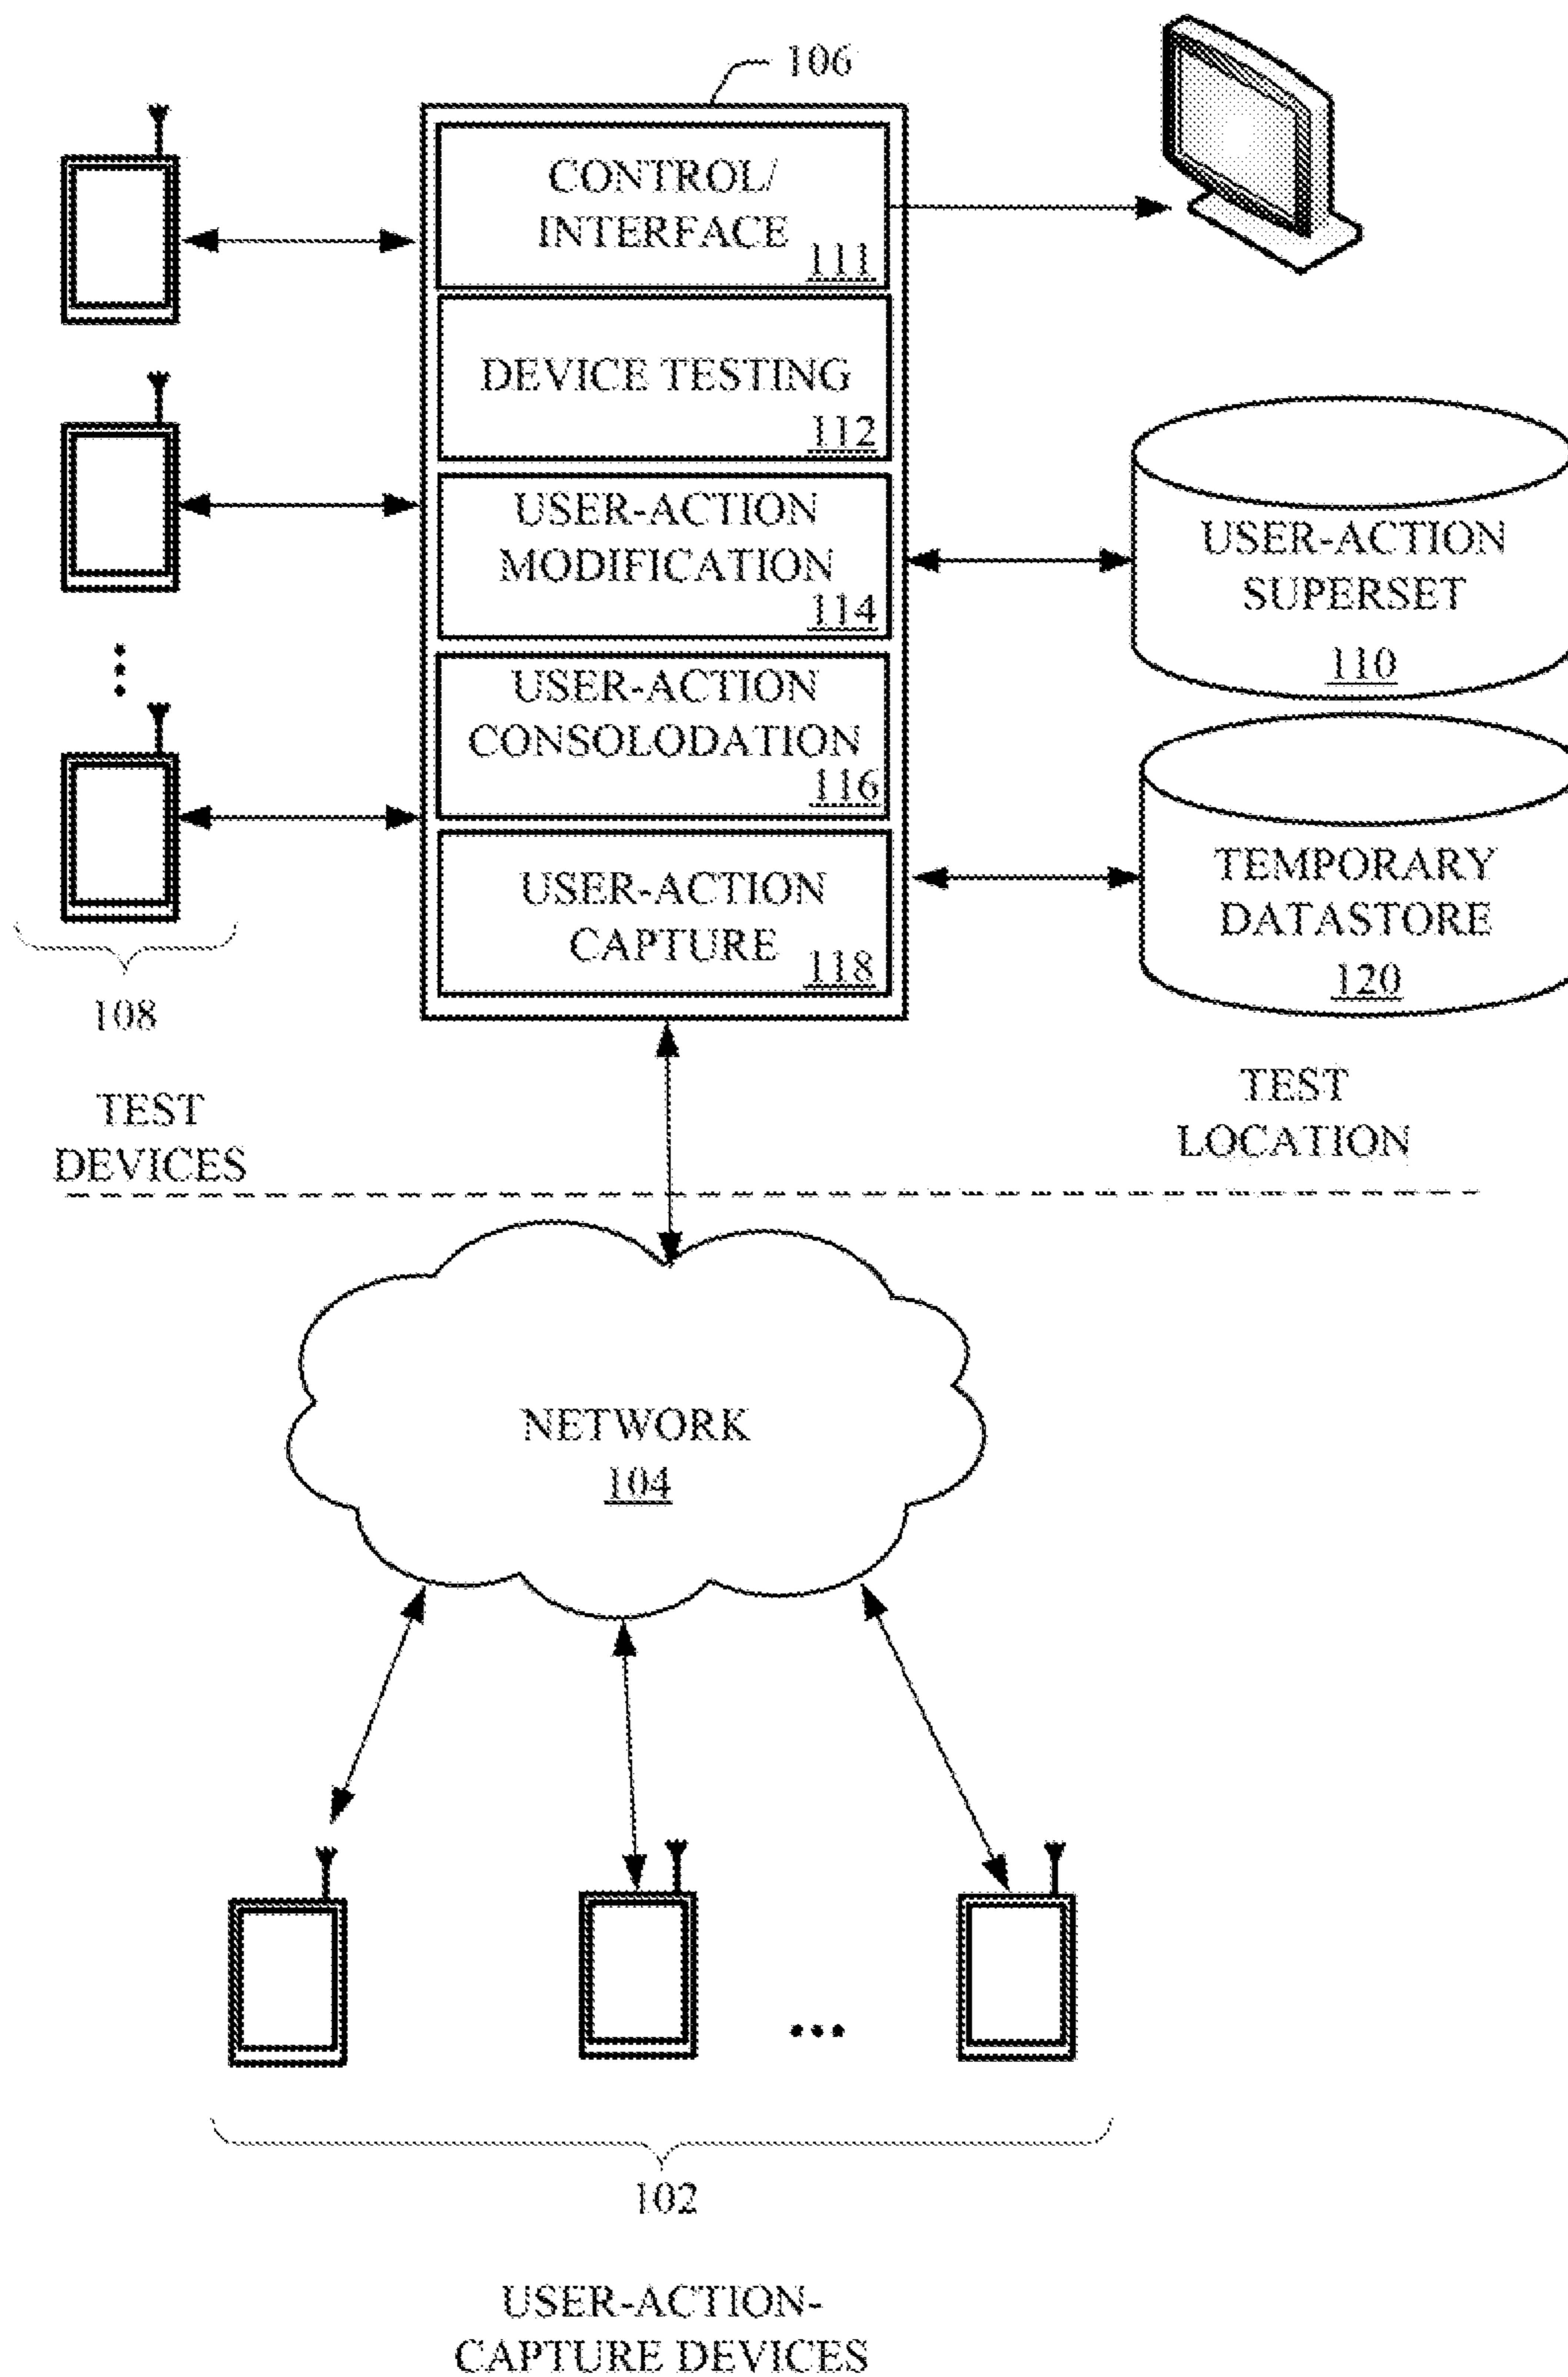 106
CONTROL/
INTERFACE
111
DEVICE TESTING
112
USER-ACTION
MODIFICATION
114
USER-ACTION
CONSOLODATION
116
USER-ACTION
CAPTURE
118
USER-ACTION
SUPERSET
110
TEMPORARY
DATASTORE
120
108
TEST
DEVICES
TEST
LOCATION
NETWORK
104
102
USER-ACTION-
CAPTURE DEVICES